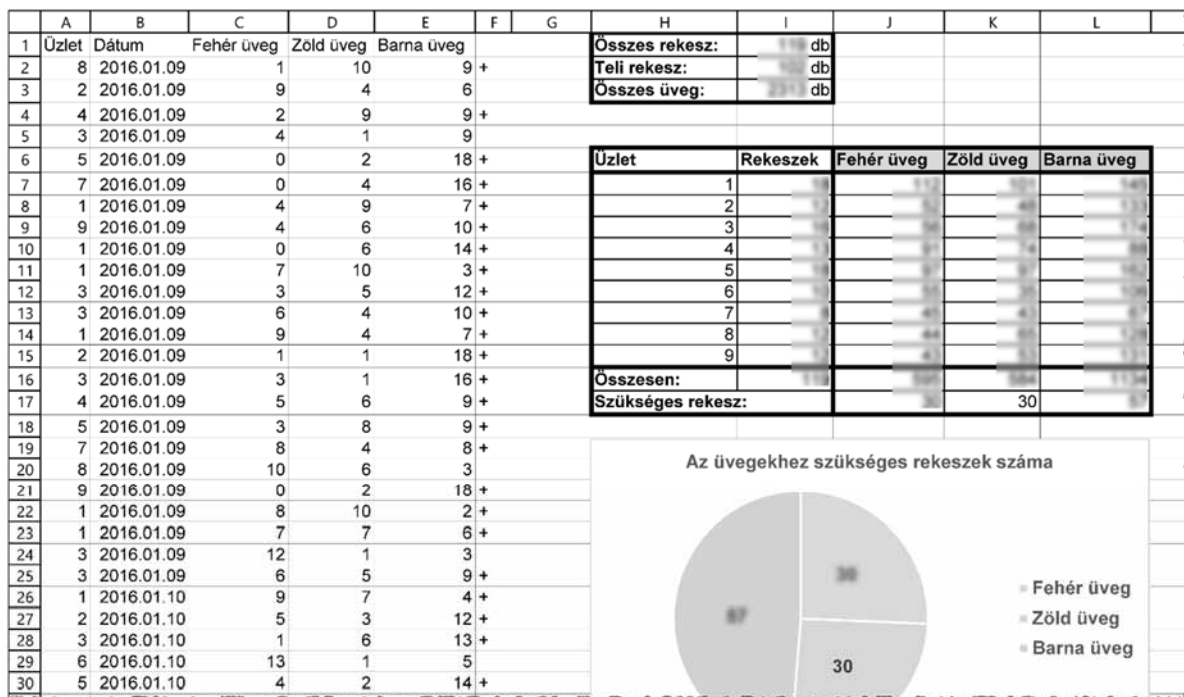 A B C D E F G H I J K L
1 Üzlet Dátum Fehér üveg Zöld üveg Barna üveg Összes rekesz: db
2 8 2016.01.09 1 10 9 + Teli rekesz: db
3 2 2016.01.09 9 4 6 Összes üveg: db
4 4 2016.01.09 2 9 9 +
5 3 2016.01.09 4 1 9
6 5 2016.01.09 0 2 18 + Üzlet Rekeszek Fehér üveg Zöld üveg Barna üveg
7 7 2016.01.09 0 4 16 + 1
8 1 2016.01.09 4 9 7 + 2
9 9 2016.01.09 4 6 10 + 3
10 1 2016.01.09 0 6 14 + 4
11 1 2016.01.09 7 10 3 + 5
12 3 2016.01.09 3 5 12 + 6
13 3 2016.01.09 6 4 10 + 7
14 1 2016.01.09 9 4 7 + 8
15 2 2016.01.09 1 1 18 + 9
16 3 2016.01.09 3 1 16 + Összesen:
17 4 2016.01.09 5 6 9 + Szükséges rekesz: 30
18 5 2016.01.09 3 8 9 +
19 7 2016.01.09 8 4 8 + Az üvegekhez szükséges rekeszek száma
20 8 2016.01.09 10 6 3
21 9 2016.01.09 0 2 18 +
22 1 2016.01.09 8 10 2 +
23 1 2016.01.09 7 7 6 +
24 3 2016.01.09 12 1 3
25 3 2016.01.09 6 5 9 +
26 1 2016.01.10 9 7 4 + Fehér üveg
27 2 2016.01.10 5 3 12 + Zöld üveg
28 3 2016.01.10 1 6 13 + Barna üveg
29 6 2016.01.10 13 1 5 30
30 5 2016.01.10 4 2 14 +